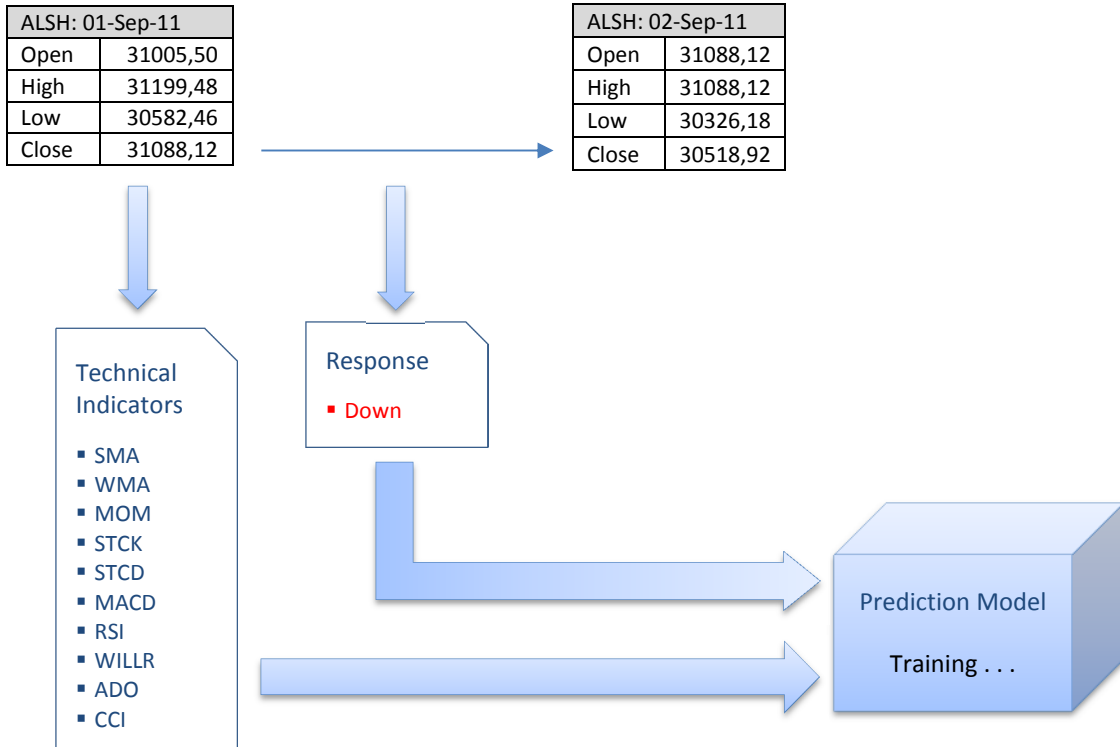 ALSH: 01-Sep-11
Open 31005,50
High 31199,48
Low 30582,46
Close 31088,12
ALSH: 02-Sep-11
Open 31088,12
High 31088,12
Low 30326,18
Close 30518,92
Technical
Indicators
▪ SMA
▪ WMA
▪ MOM
▪ STCK
▪ STCD
▪ MACD
▪ RSI
▪ WILLR
▪ ADO
▪ CCI
Response
▪ Down
Prediction Model
Training . . .